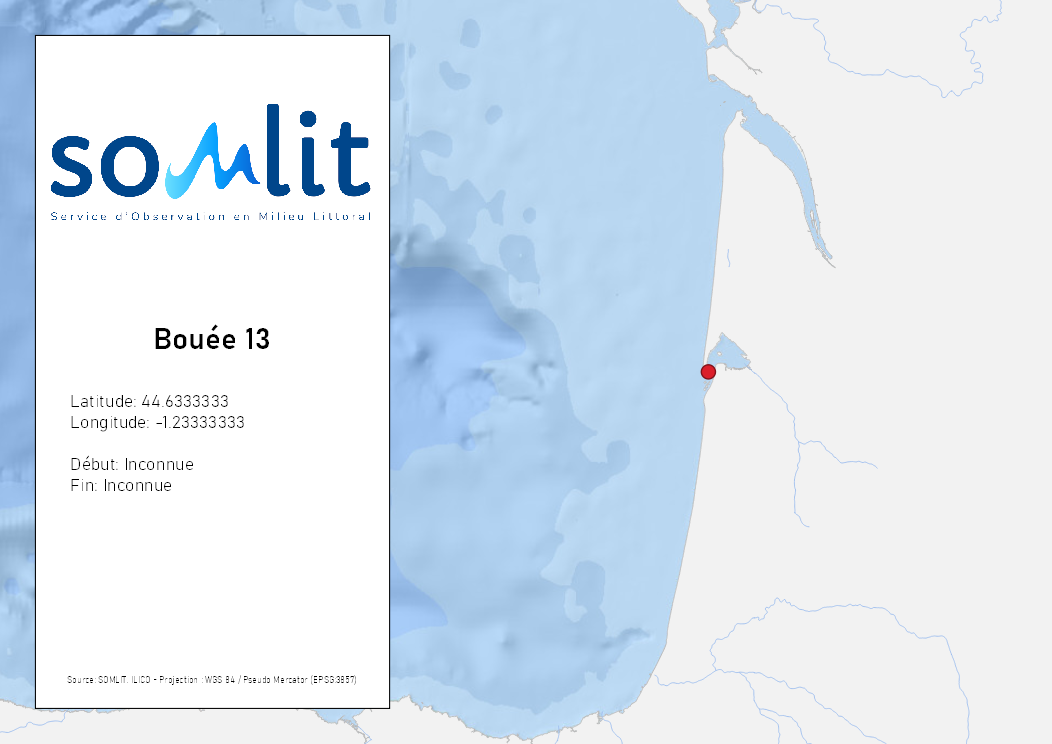 somlit
Service d'Observation en Milieu Littoral
Bouée 13
Latitude: 44.6333333
Longitude: -1.23333333
Début: Inconnue
Fin: Inconnue
Source: SOMLIT, ILICO - Projection : WGS 84 / Pseudo Mercator (EPSG:3857)